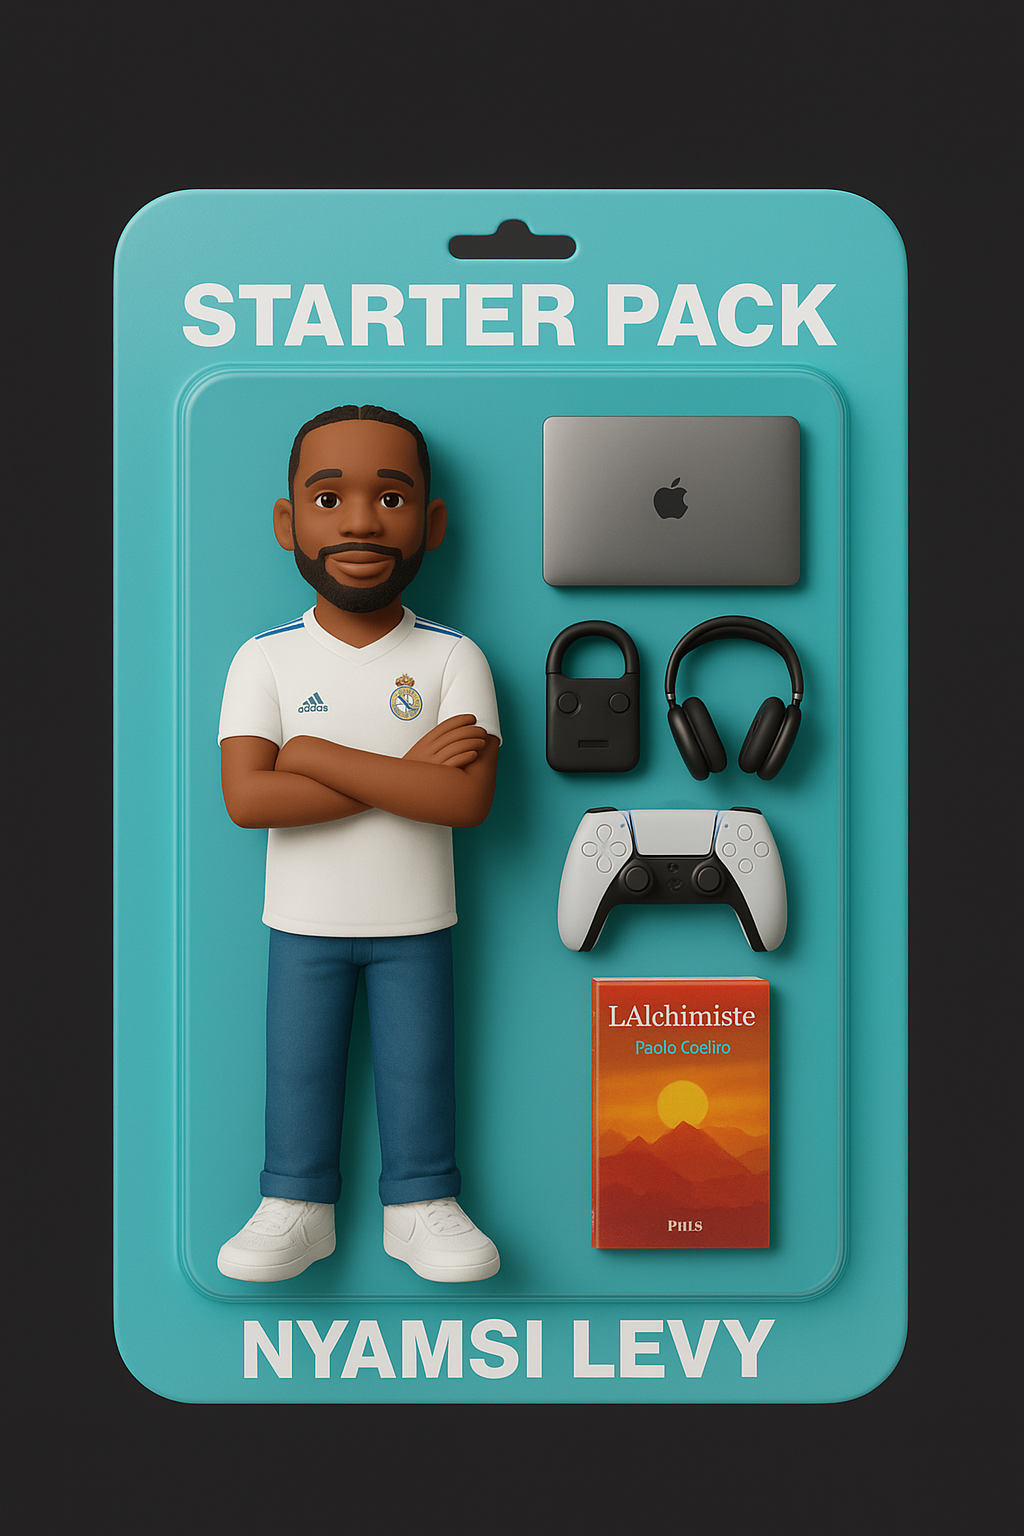 STARTER PACK
adidas
LAlchimiste
Paolo Coeliro
PHLS
NYAMSI LEVY